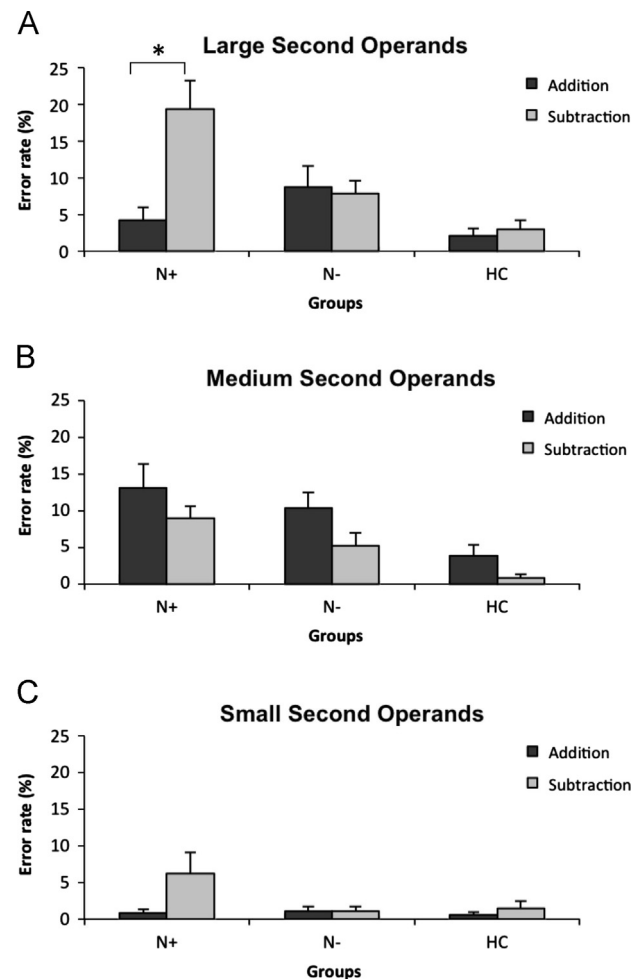 A
Large Second Operands
*
25
20
15
10
5
0
Error rate (%)
Addition
Subtraction
N+ N- HC
Groups
B
Medium Second Operands
25
20
15
10
5
0
Error rate (%)
Addition
Subtraction
N+ N- HC
Groups
C
Small Second Operands
25
20
15
10
5
0
Error rate (%)
Addition
Subtraction
N+ N- HC
Groups